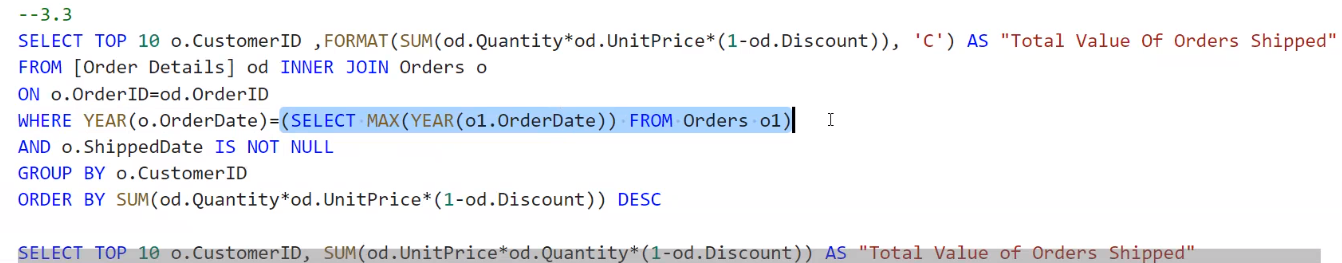 --3.3
SELECT TOP 10 o.CustomerID ,FORMAT(SUM(od.Quantity*od.UnitPrice*(1-od.Discount)), 'C') AS "Total Value Of Orders Shipped"
FROM [Order Details] od INNER JOIN Orders o
ON o.OrderID=od.OrderID
WHERE YEAR(o.OrderDate)=(SELECT MAX(YEAR(o1.OrderDate)) FROM Orders o1)
AND o.ShippedDate IS NOT NULL
GROUP BY o.CustomerID
ORDER BY SUM(od.Quantity*od.UnitPrice*(1-od.Discount)) DESC
SELECT TOP 10 o.CustomerID, SUM(od.UnitPrice*od.Quantity*(1-od.Discount)) AS "Total Value of Orders Shipped"